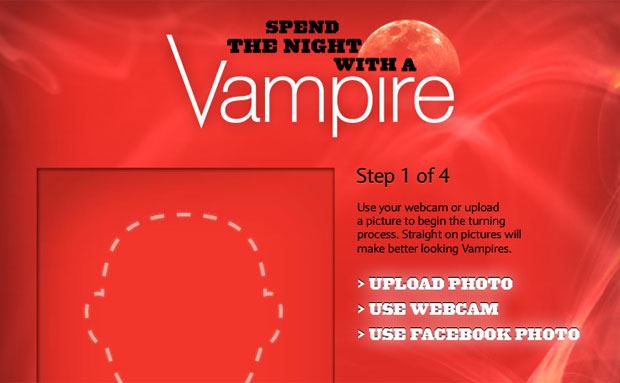 SPEND
THE NIGHT
WITH A
Vampire
Step 1 of 4
Use your webcam or upload
a picture to begin the turning
process. Straight on pictures will
make better looking Vampires.
> UPLOAD PHOTO
> USE WEBCAM
> USE FACEBOOK PHOTO